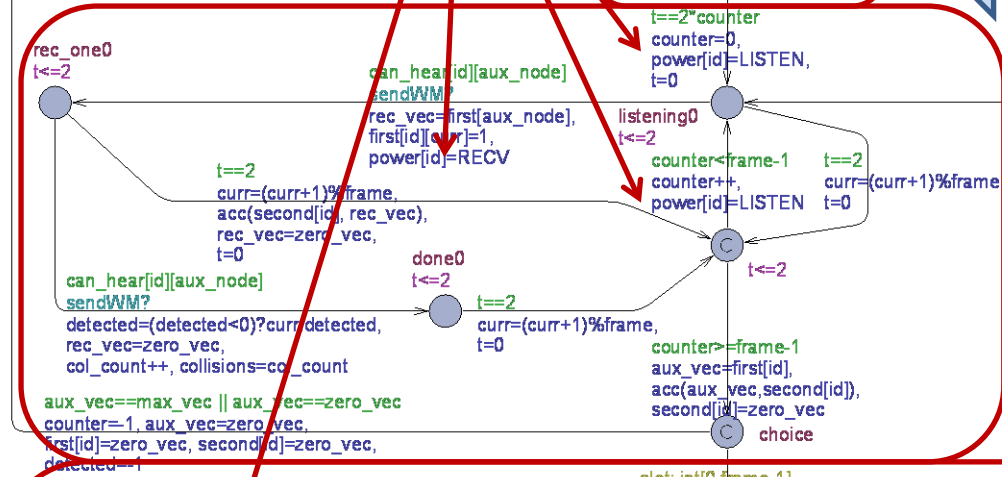 t==2*counter
counter=0,
power[id]=LISTEN,
t=0
rec_one0
t<=2
can_hear[id][aux_node]
sendWM?
rec_vec=first[aux_node],
first[id][curr]=1,
power[id]=RECV
listening0
t<=2
counter<frame-1
counter++,
power[id]=LISTEN
t==2
curr=(curr+1)%frame
t=0
t==2
curr=(curr+1)%frame,
acc(second[id], rec_vec),
rec_vec=zero_vec,
t=0
C
t<=2
done0
t<=2
can_hear[id][aux_node]
sendWM?
detected=(detected<0)?curr:detected,
rec_vec=zero_vec,
col_count++, collisions=col_count
t==2
curr=(curr+1)%frame,
t=0
counter>=frame-1
aux_vec=first[id],
acc(aux_vec,second[id]),
second[id]=zero_vec
C
choice
aux_vec==max_vec || aux_vec==zero_vec
counter=-1, aux_vec=zero_vec,
first[id]=zero_vec, second[id]=zero_vec,
detected=-1